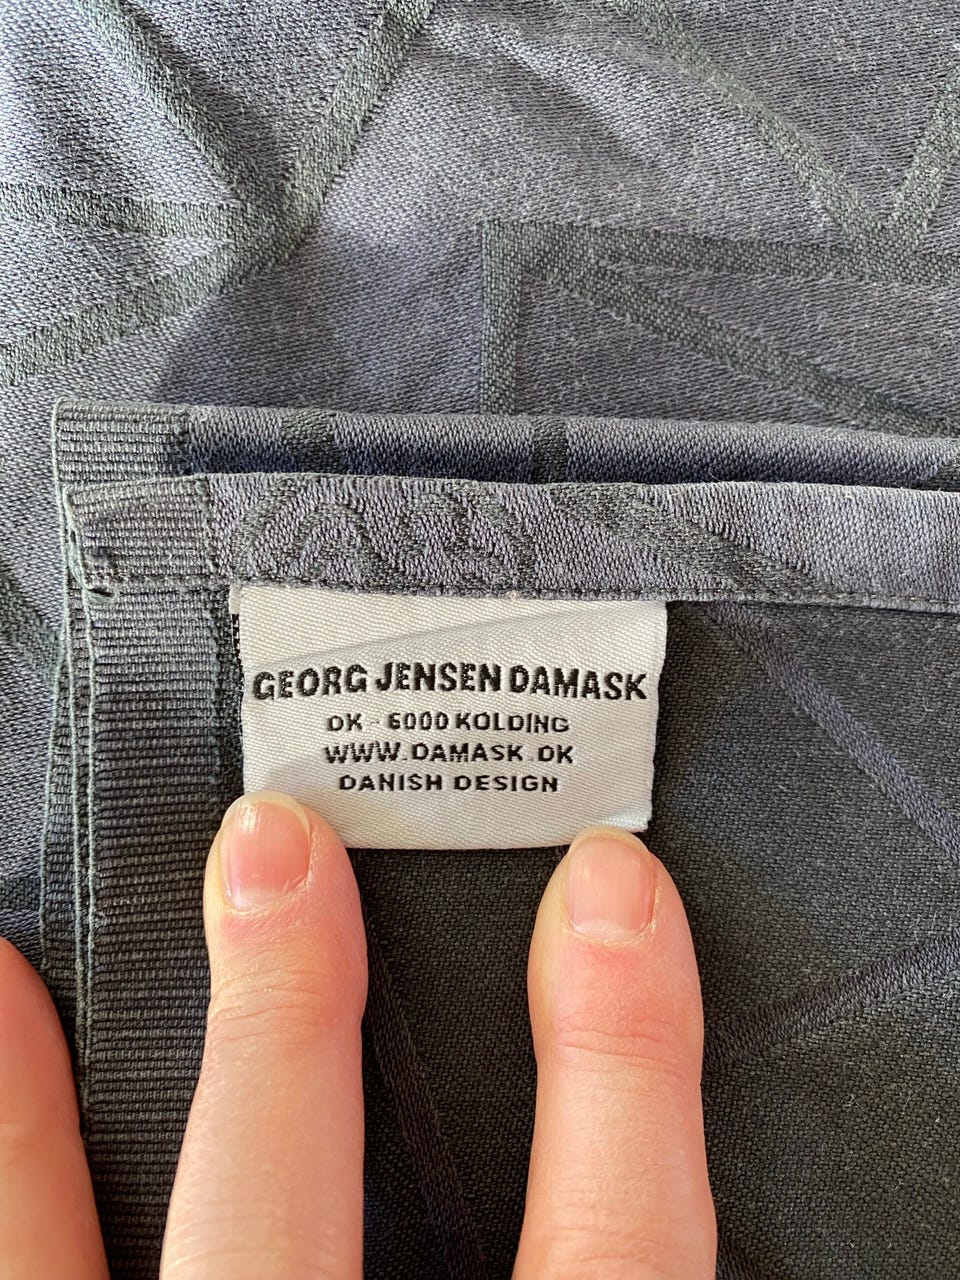 GEORG JENSEN DAMASK
DK - 6000 KOLDING
WWW.DAMASK.DK
DANISH DESIGN